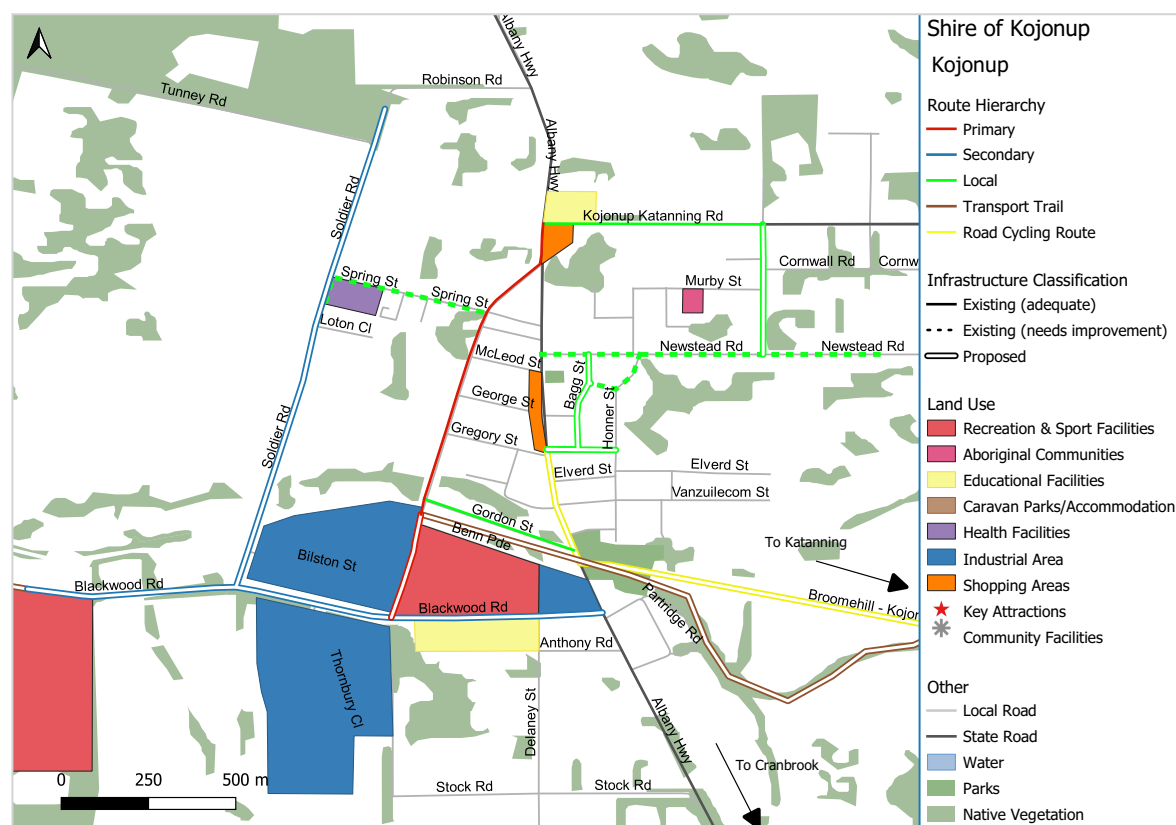 Albany Hwy
Robinson Rd
Tunney Rd
Albany Hwy
Soldier Rd
Kojonup Katanning Rd
Cornwall Rd
Cornw
Spring St
Spring St
Murby St
Loton Cl
McLeod St
Newstead Rd
Newstead Rd
George St
Bagg St
Honner St
Soldier Rd
Gregory St
Elverd St
Elverd St
Vanzuilecom St
Gordon St
Benn Pde
Bilston St
To Katanning
Blackwood Rd
Blackwood Rd
Partridge Rd
Broomehill - Kojon
Anthony Rd
Thornbury Cl
Delaney St
Albany Hwy
To Cranbrook
Stock Rd
Stock Rd
0 250 500 m
Shire of Kojonup
Kojonup
Route Hierarchy
Primary
Secondary
Local
Transport Trail
Road Cycling Route
Infrastructure Classification
Existing (adequate)
Existing (needs improvement)
Proposed
Land Use
Recreation & Sport Facilities
Aboriginal Communities
Educational Facilities
Caravan Parks/Accommodation
Health Facilities
Industrial Area
Shopping Areas
Key Attractions
Community Facilities
Other
Local Road
State Road
Water
Parks
Native Vegetation